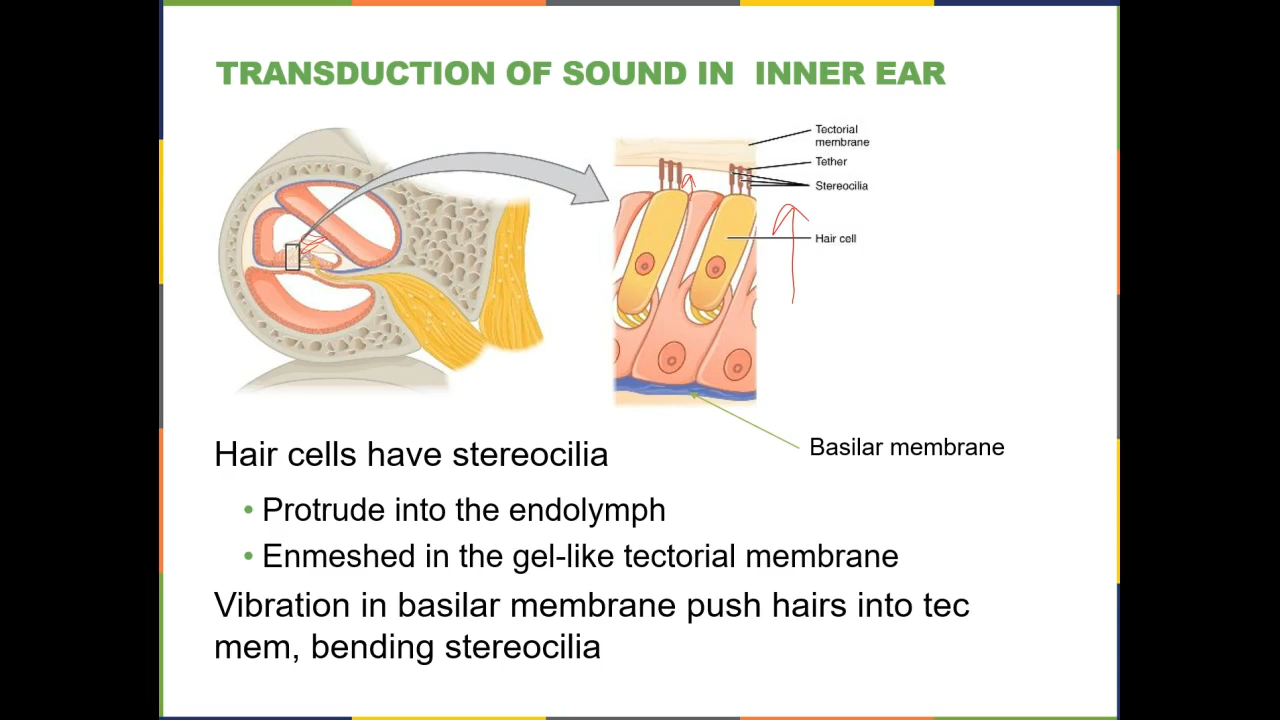 TRANSDUCTION OF SOUND IN INNER EAR
Tectorial
membrane
Tether
Stereocilia
Hair cell
Basilar membrane
Hair cells have stereocilia
• Protrude into the endolymph
• Enmeshed in the gel-like tectorial membrane
Vibration in basilar membrane push hairs into tec
mem, bending stereocilia